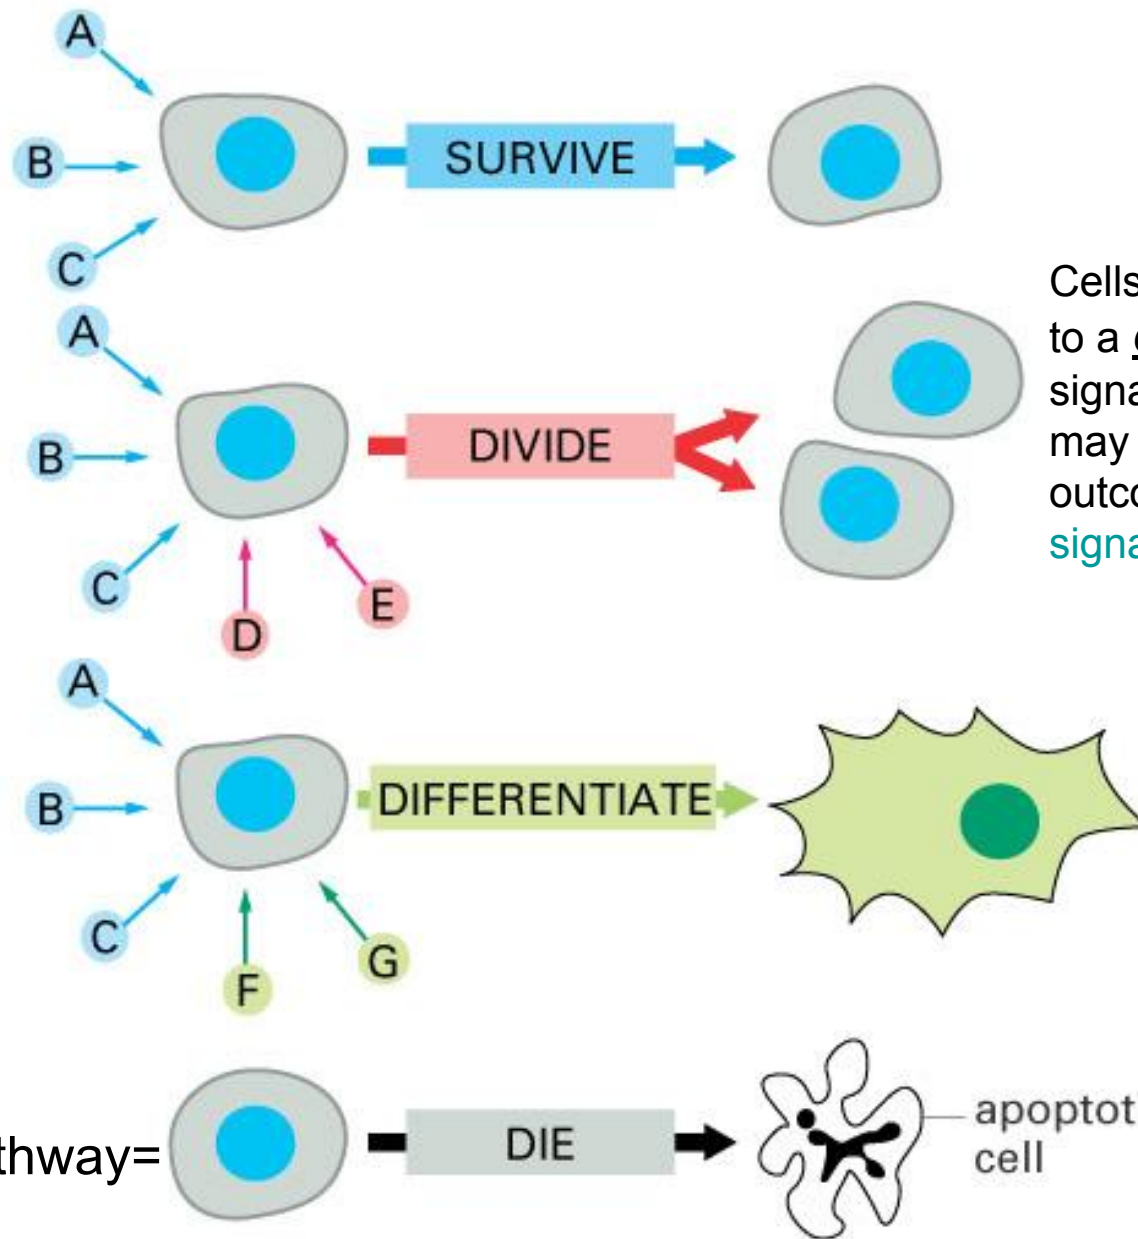 A
B
SURVIVE
C
Cells
to a
signa
may
outco
signa
A
B
DIVIDE
C
D
E
A
B
DIFFERENTIATE
C
F
G
thway=
DIE
apoptot
cell